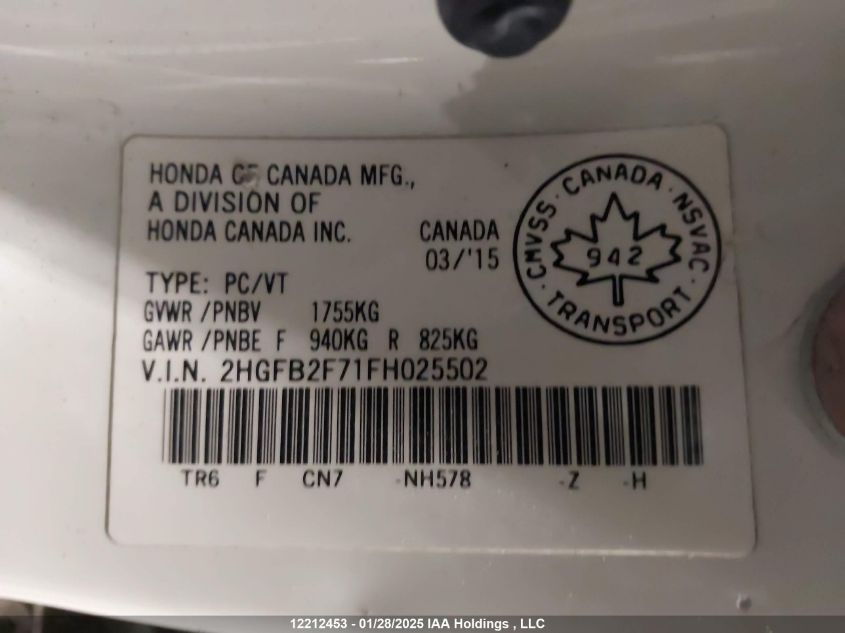 HONDA OF CANADA MFG.,
A DIVISION OF
HONDA CANADA INC.
CANADA
03/'15
TYPE: PC/VT
GVWR /PNBV 1755KG
GAWR /PNBE F 940KG R 825KG
V.I.N. 2HGFB2F71FH025502
TR6 F CN7 -NH578 -Z -H
CMVSS · CANADA · NSVAC · TRANSPORT ·
942
12212453 - 01/28/2025 IAA Holdings , LLC